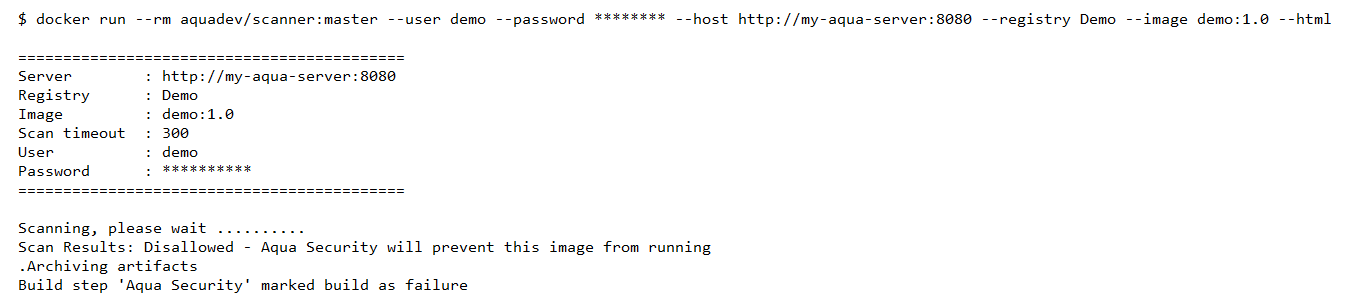 $ docker run --rm aquadev/scanner:master --user demo --password ******** --host http://my-aqua-server:8080 --registry Demo --image demo:1.0 --html
===========================================
Server        : http://my-aqua-server:8080
Registry      : Demo
Image         : demo:1.0
Scan timeout  : 300
User          : demo
Password      : **********
===========================================
Scanning, please wait ..........
Scan Results: Disallowed - Aqua Security will prevent this image from running
.Archiving artifacts
Build step 'Aqua Security' marked build as failure